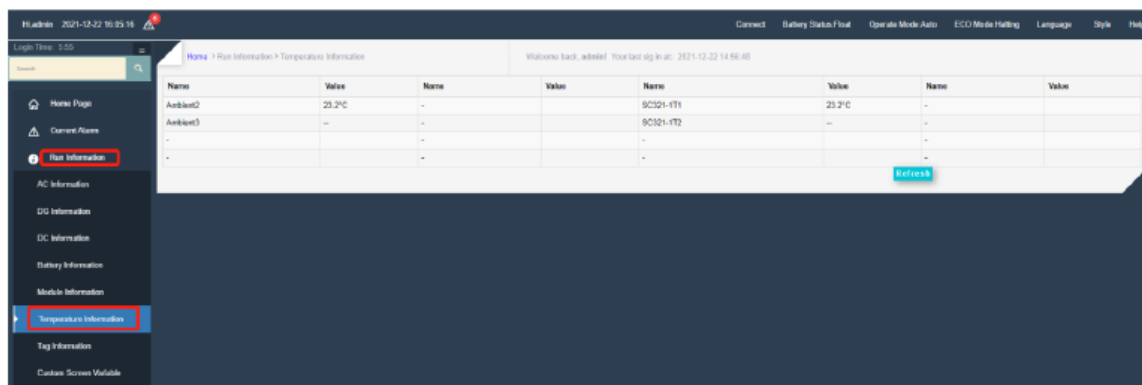 Hi,admin 2021-12-22 16:05:16 Connect Battery Status:Float Operate Mode:Auto ECO Mode:Halting Language Style Help
Login Time: 5:55
Search
Home > Run Information > Temperature Information Welcome back, admin! Your last sig in at: 2021-12-22 14:56:48
Name Value Name Value Name Value Name Value
Ambient2 23.2°C - SC321-1T1 23.2°C -
Ambient3 -- - SC321-1T2 -- -
- - - -
- - - -
Refresh
Home Page
Current Alarm
Run Information
AC Information
DG Information
DC Information
Battery Information
Module Information
Temperature Information
Tag Information
Custom Screen Variable